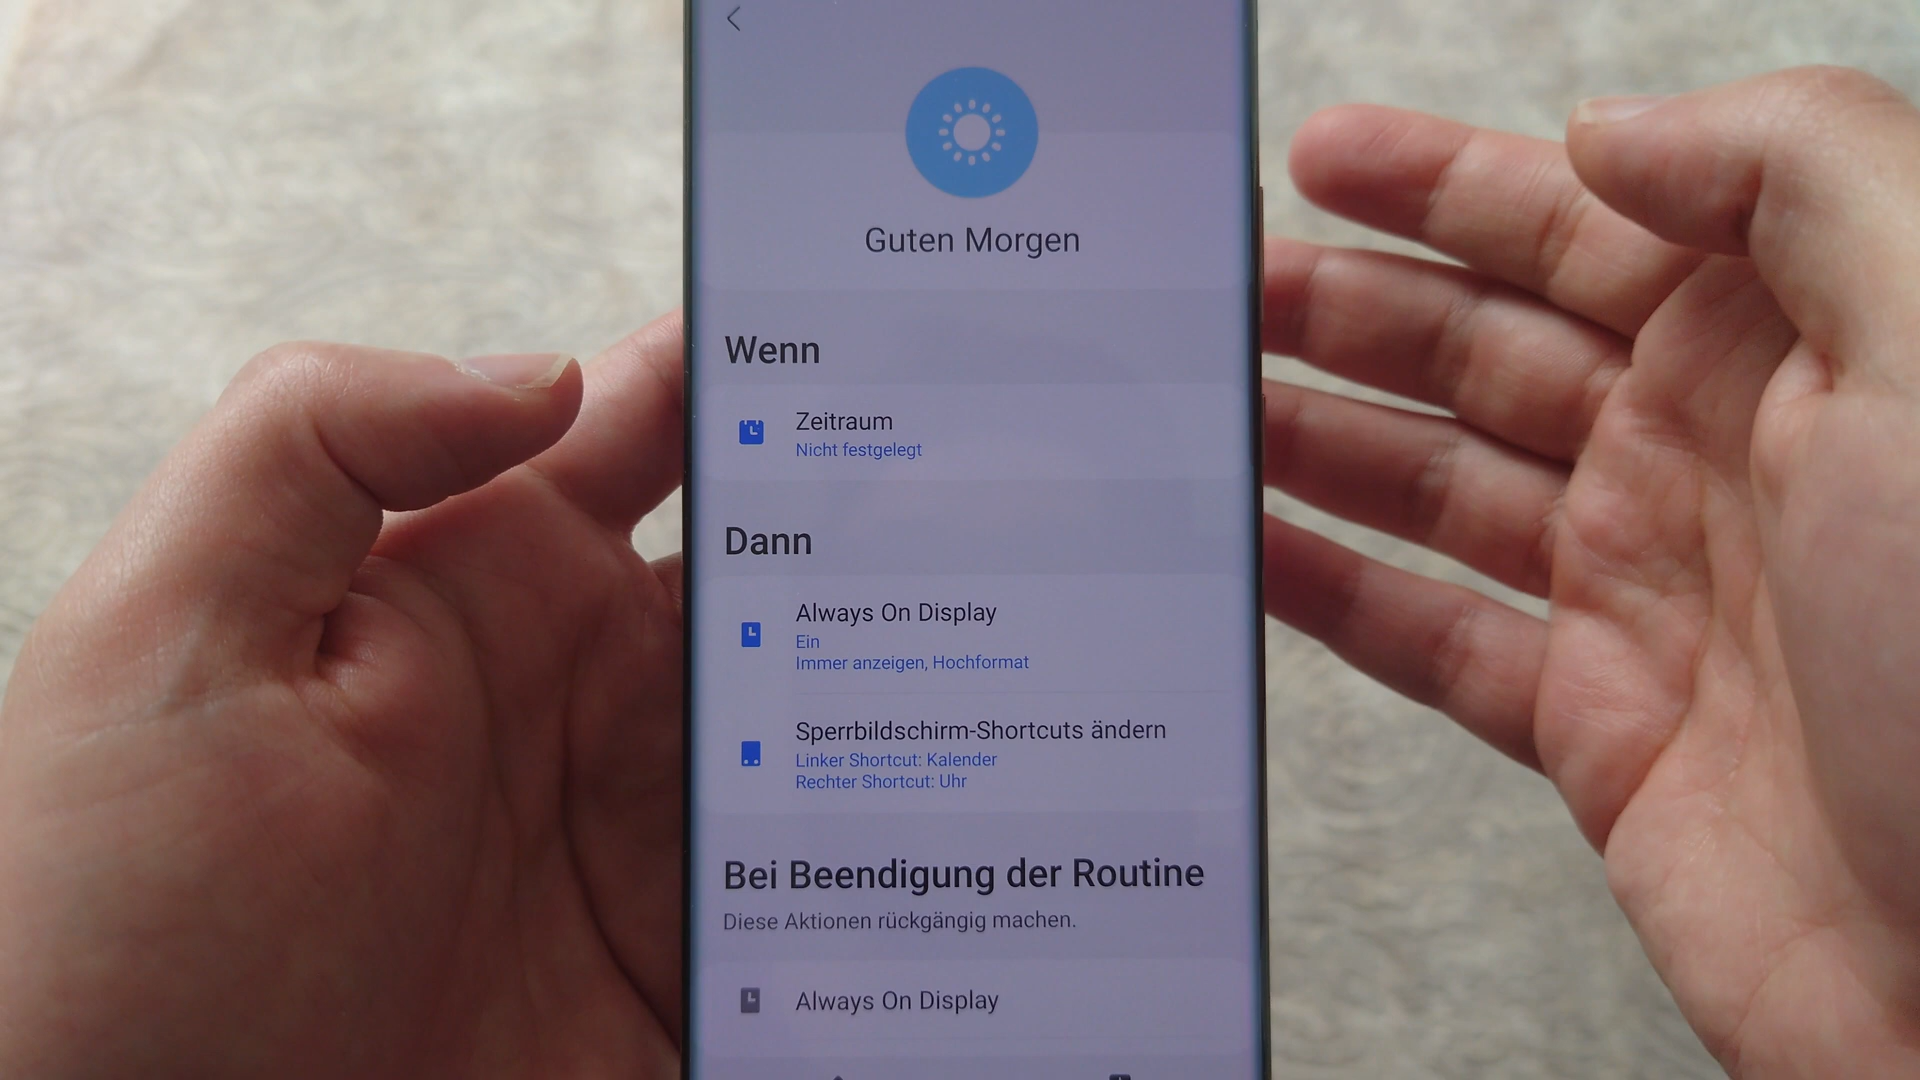 Guten Morgen
Wenn
Zeitraum
Nicht festgelegt
Dann
Always On Display
Ein
Immer anzeigen, Hochformat
Sperrbildschirm-Shortcuts ändern
Linker Shortcut: Kalender
Rechter Shortcut: Uhr
Bei Beendigung der Routine
Diese Aktionen rückgängig machen.
Always On Display